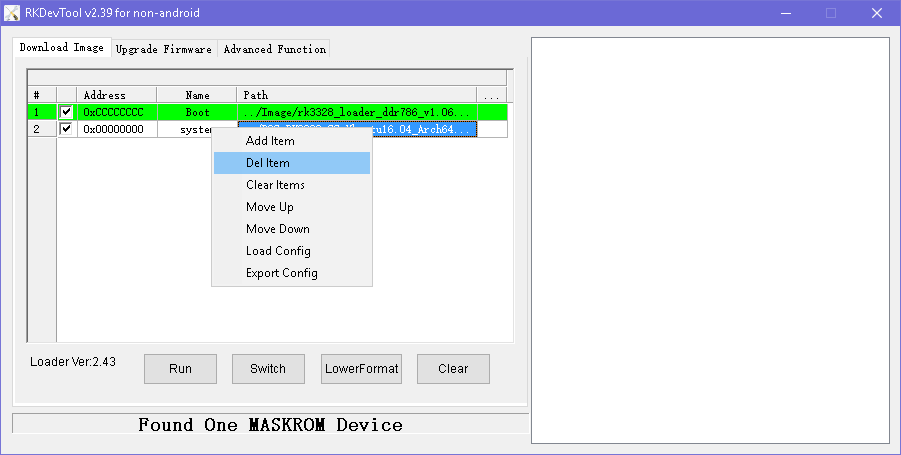 RKDevTool v2.39 for non-android
Download Image Upgrade Firmware Advanced Function
# Address Name Path ...
1 0xCCCCCCCC Boot ../Image/rk3328_loader_ddr786_v1.06...
2 0x00000000 system 16.04_Arch64...
Add Item
Del Item
Clear Items
Move Up
Move Down
Load Config
Export Config
Loader Ver:2.43 Run Switch LowerFormat Clear
Found One MASKROM Device